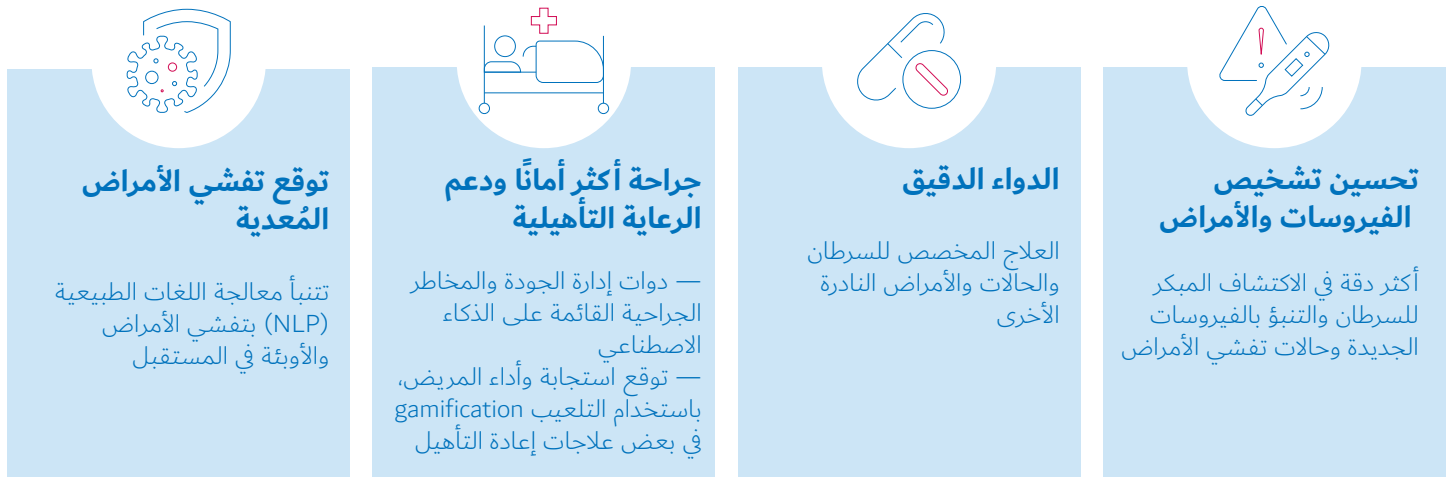 تحسين تشخيص
الفيروسات والأمراض
أكثر دقة في الاكتشاف المبكر
للسرطان والتنبؤ بالفيروسات
الجديدة وحالات تفشي الأمراض
الدواء الدقيق
العلاج المخصص للسرطان
والحالات والأمراض النادرة
الأخرى
جراحة أكثر أمانًا ودعم
الرعاية التأهيلية
— دوات إدارة الجودة والمخاطر
الجراحية القائمة على الذكاء
الاصطناعي
— توقع استجابة وأداء المريض،
باستخدام التلعيب gamification
في بعض علاجات إعادة التأهيل
توقع تفشي الأمراض
المُعدية
تتنبأ معالجة اللغات الطبيعية
(NLP) بتفشي الأمراض
والأوبئة في المستقبل